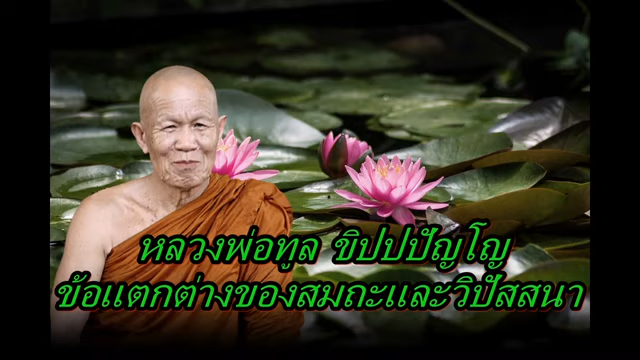 หลวงพ่อทูล ขิปปปัญโญ
ข้อแตกต่างของสมถะและวิปัสสนา